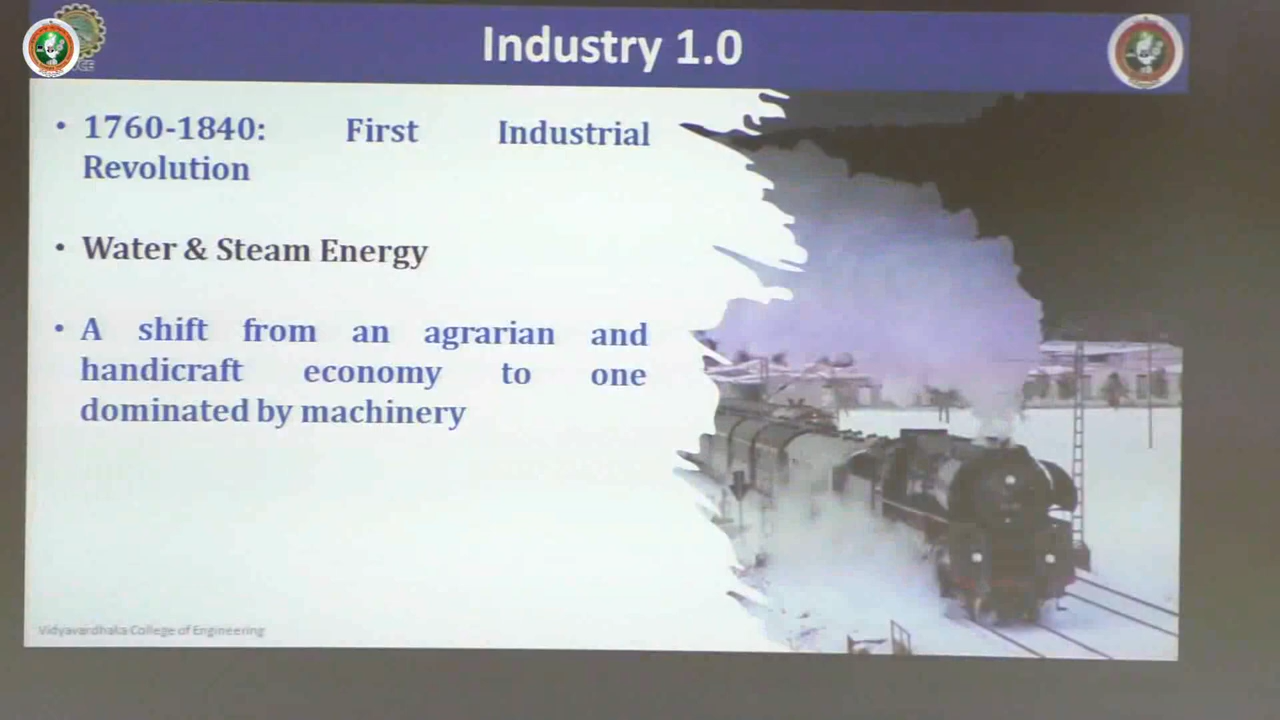 Industry 1.0
• 1760-1840: First Industrial
Revolution
• Water & Steam Energy
• A shift from an agrarian and
handicraft economy to one
dominated by machinery
Vidyavardhaka College of Engineering